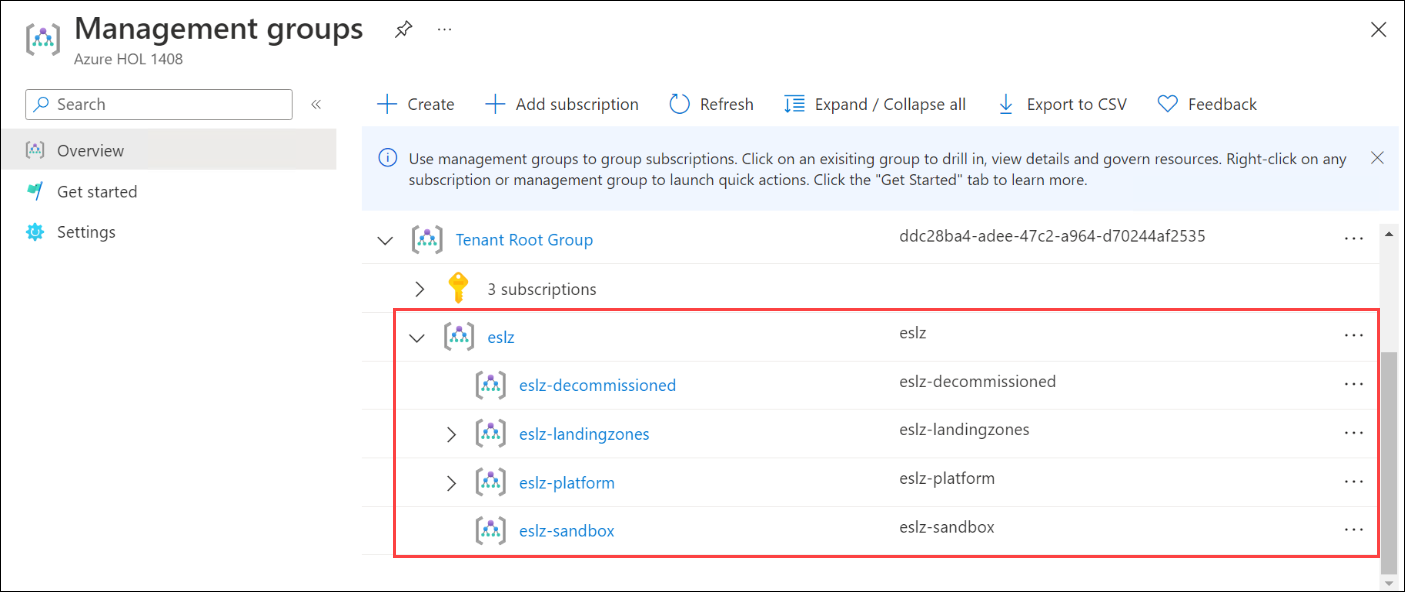 Management groups
...
Azure HOL 1408
Search
«
Overview
Get started
Settings
Create
Add subscription
Refresh
Expand / Collapse all
Export to CSV
Feedback
Use management groups to group subscriptions. Click on an exisiting group to drill in, view details and govern resources. Right-click on any
subscription or management group to launch quick actions. Click the "Get Started" tab to learn more.
Tenant Root Group ddc28ba4-adee-47c2-a964-d70244af2535 ...
3 subscriptions
eslz eslz ...
eslz-decommissioned eslz-decommissioned ...
eslz-landingzones eslz-landingzones ...
eslz-platform eslz-platform ...
eslz-sandbox eslz-sandbox ...